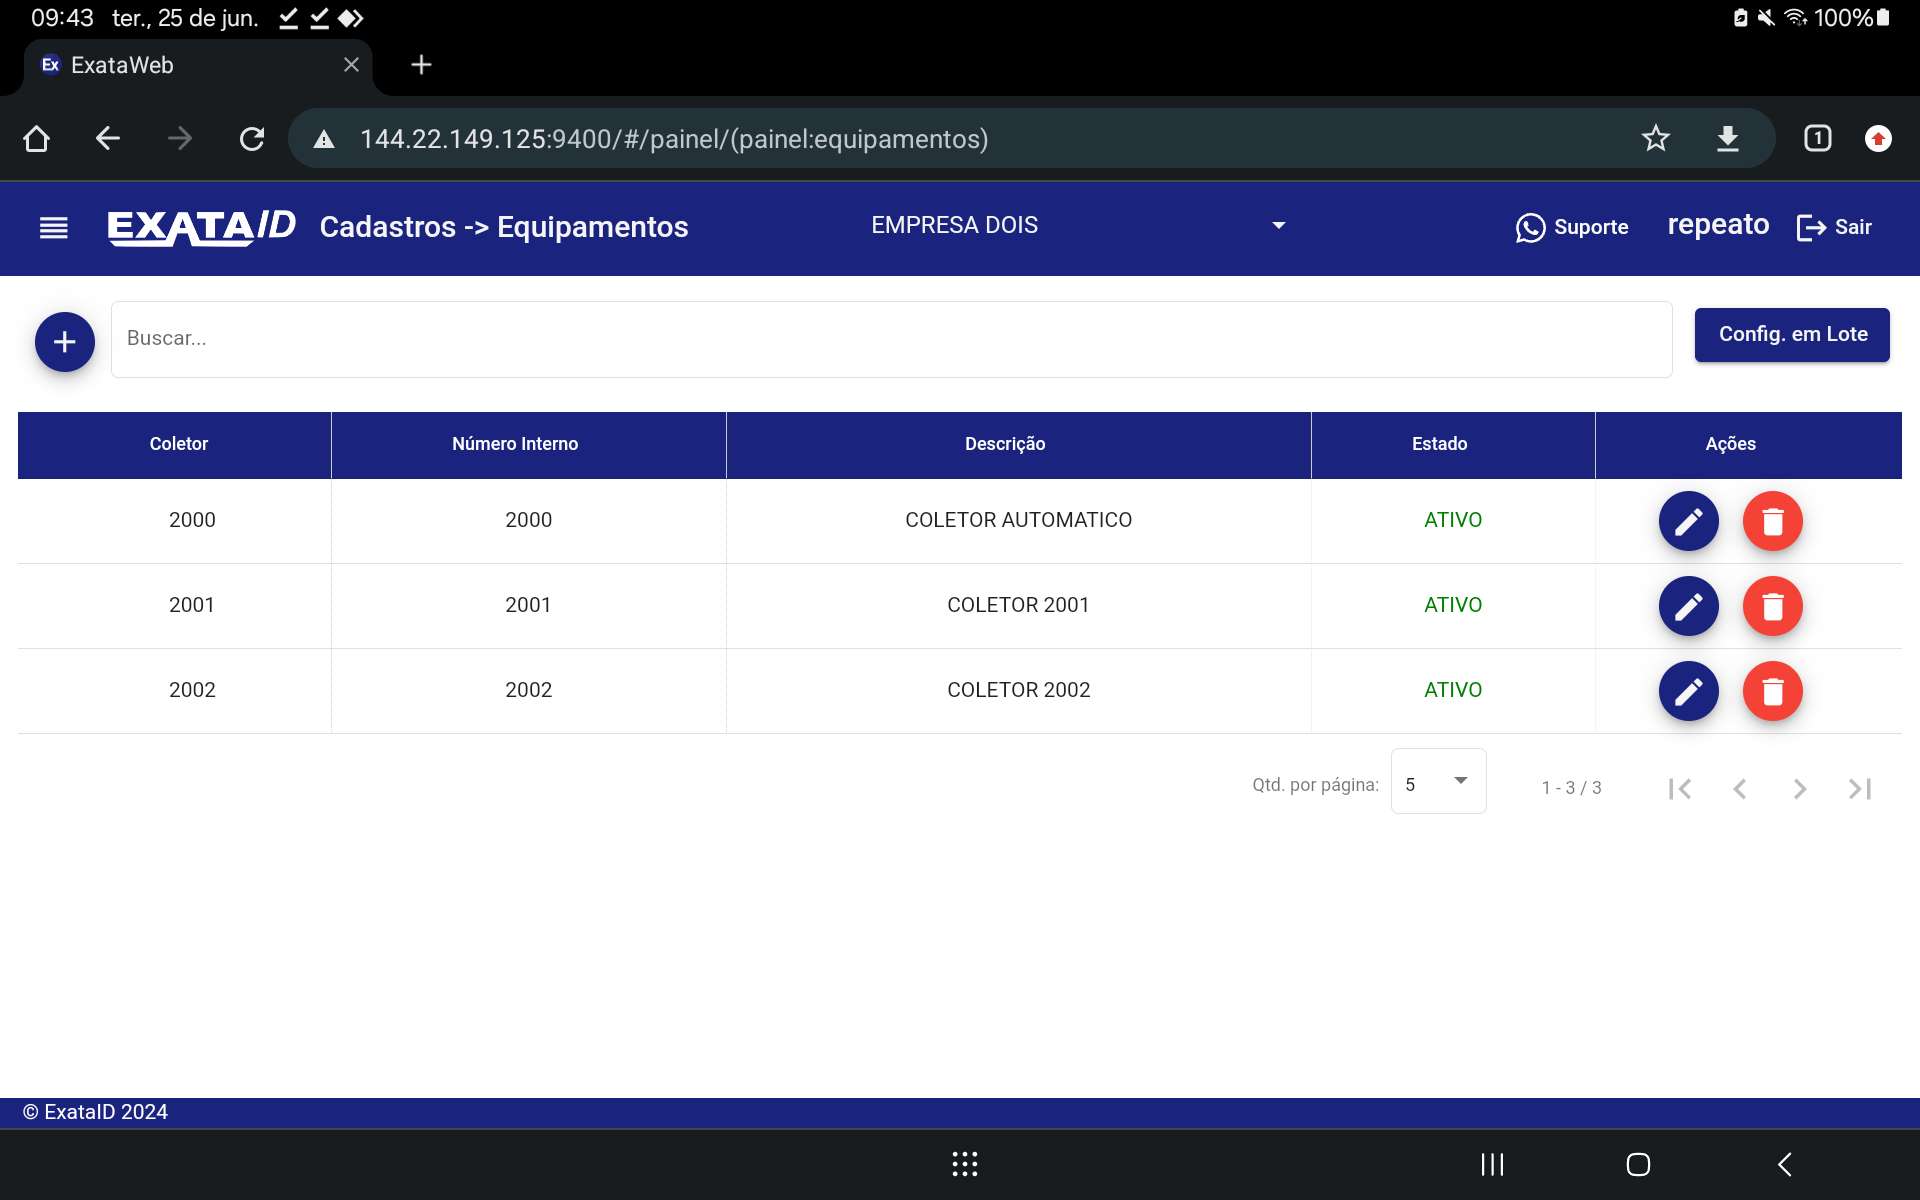 09:43 ter., 25 de jun. 100%
Ex ExataWeb
144.22.149.125:9400/#/painel/(painel:equipamentos) 1
EXATAID Cadastros -> Equipamentos EMPRESA DOIS Suporte repeato Sair
Buscar... Config. em Lote
Coletor Número Interno Descrição Estado Ações
2000 2000 COLETOR AUTOMATICO ATIVO
2001 2001 COLETOR 2001 ATIVO
2002 2002 COLETOR 2002 ATIVO
Qtd. por página: 5 1 - 3 / 3
© ExataID 2024